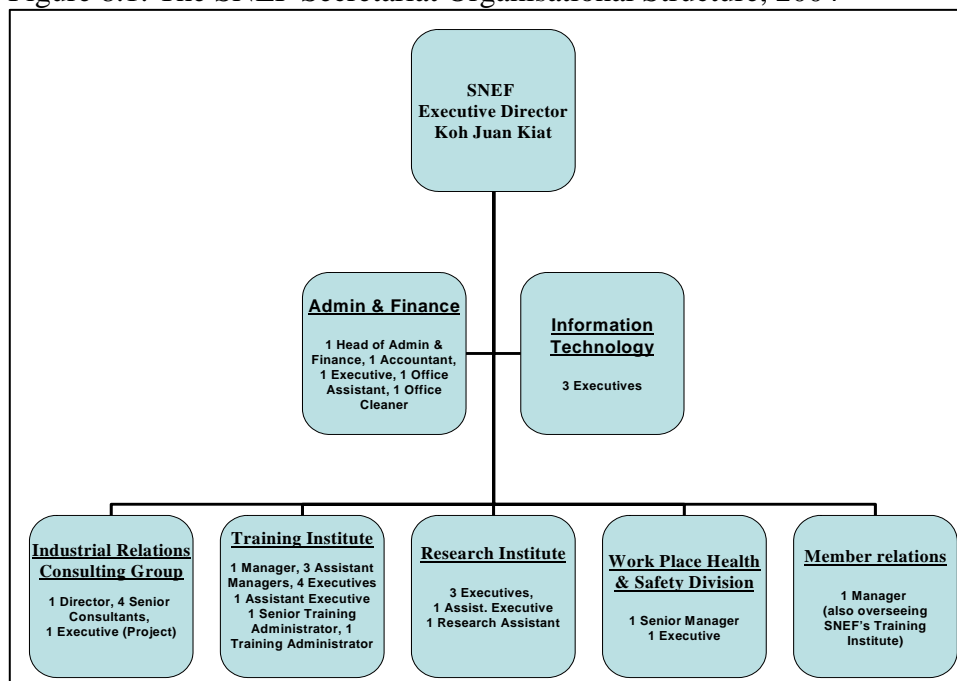 Figure The SNEF Secretariat Organisational Structure, 2004
SNEF
Executive Director
Koh Juan Kiat
Admin & Finance
1 Head of Admin &
Finance, 1 Accountant,
1 Executive, 1 Office
Assistant, 1 Office
Cleaner
Information
Technology
3 Executives
Industrial Relations
Consulting Group
1 Director, 4 Senior
Consultants,
1 Executive (Project)
Training Institute
1 Manager, 3 Assistant
Managers, 4 Executives
1 Assistant Executive
1 Senior Training
Administrator, 1
Training Administrator
Research Institute
3 Executives,
1 Assist. Executive
1 Research Assistant
Work Place Health
& Safety Division
1 Senior Manager
1 Executive
Member relations
1 Manager
(also overseeing
SNEF's Training
Institute)